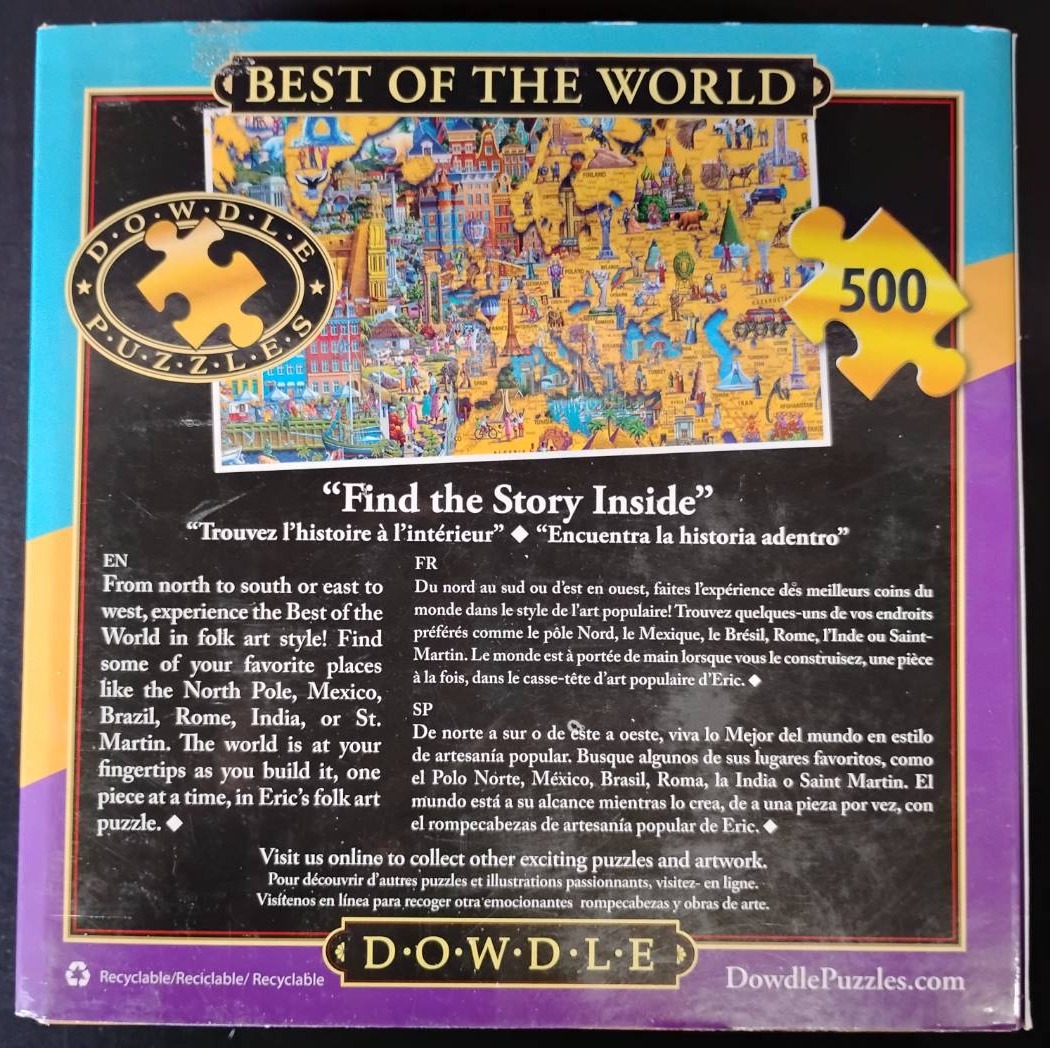 BEST OF THE WORLD
D·O·W·D·L·E
P·U·Z·Z·L·E·S
500
FINLAND
POLAND
GERMANY
FRANCE
SPAIN
ITALY
TURKEY
IRAN
KAZAKHSTAN
AFGHANISTAN
“Find the Story Inside”
“Trouvez l’histoire à l’intérieur” ◆ “Encuentra la historia adentro”
EN
From north to south or east to
west, experience the Best of the
World in folk art style! Find
some of your favorite places
like the North Pole, Mexico,
Brazil, Rome, India, or St.
Martin. The world is at your
fingertips as you build it, one
piece at a time, in Eric’s folk art
puzzle. ◆
FR
Du nord au sud ou d’est en ouest, faites l’expérience des meilleurs coins du
monde dans le style de l’art populaire! Trouvez quelques-uns de vos endroits
préférés comme le pôle Nord, le Mexique, le Brésil, Rome, l’Inde ou Saint-
Martin. Le monde est à portée de main lorsque vous le construisez, une pièce
à la fois, dans le casse-tête d’art populaire d’Eric. ◆
SP
De norte a sur o de este a oeste, viva lo Mejor del mundo en estilo
de artesanía popular. Busque algunos de sus lugares favoritos, como
el Polo Norte, México, Brasil, Roma, la India o Saint Martin. El
mundo está a su alcance mientras lo crea, de a una pieza por vez, con
el rompecabezas de artesanía popular de Eric. ◆
Visit us online to collect other exciting puzzles and artwork.
Pour découvrir d’autres puzzles et illustrations passionnants, visitez- en ligne.
Visítenos en línea para recoger otra emocionantes rompecabezas y obras de arte.
D·O·W·D·L·E
Recyclable/Reciclable/ Recyclable
DowdlePuzzles.com